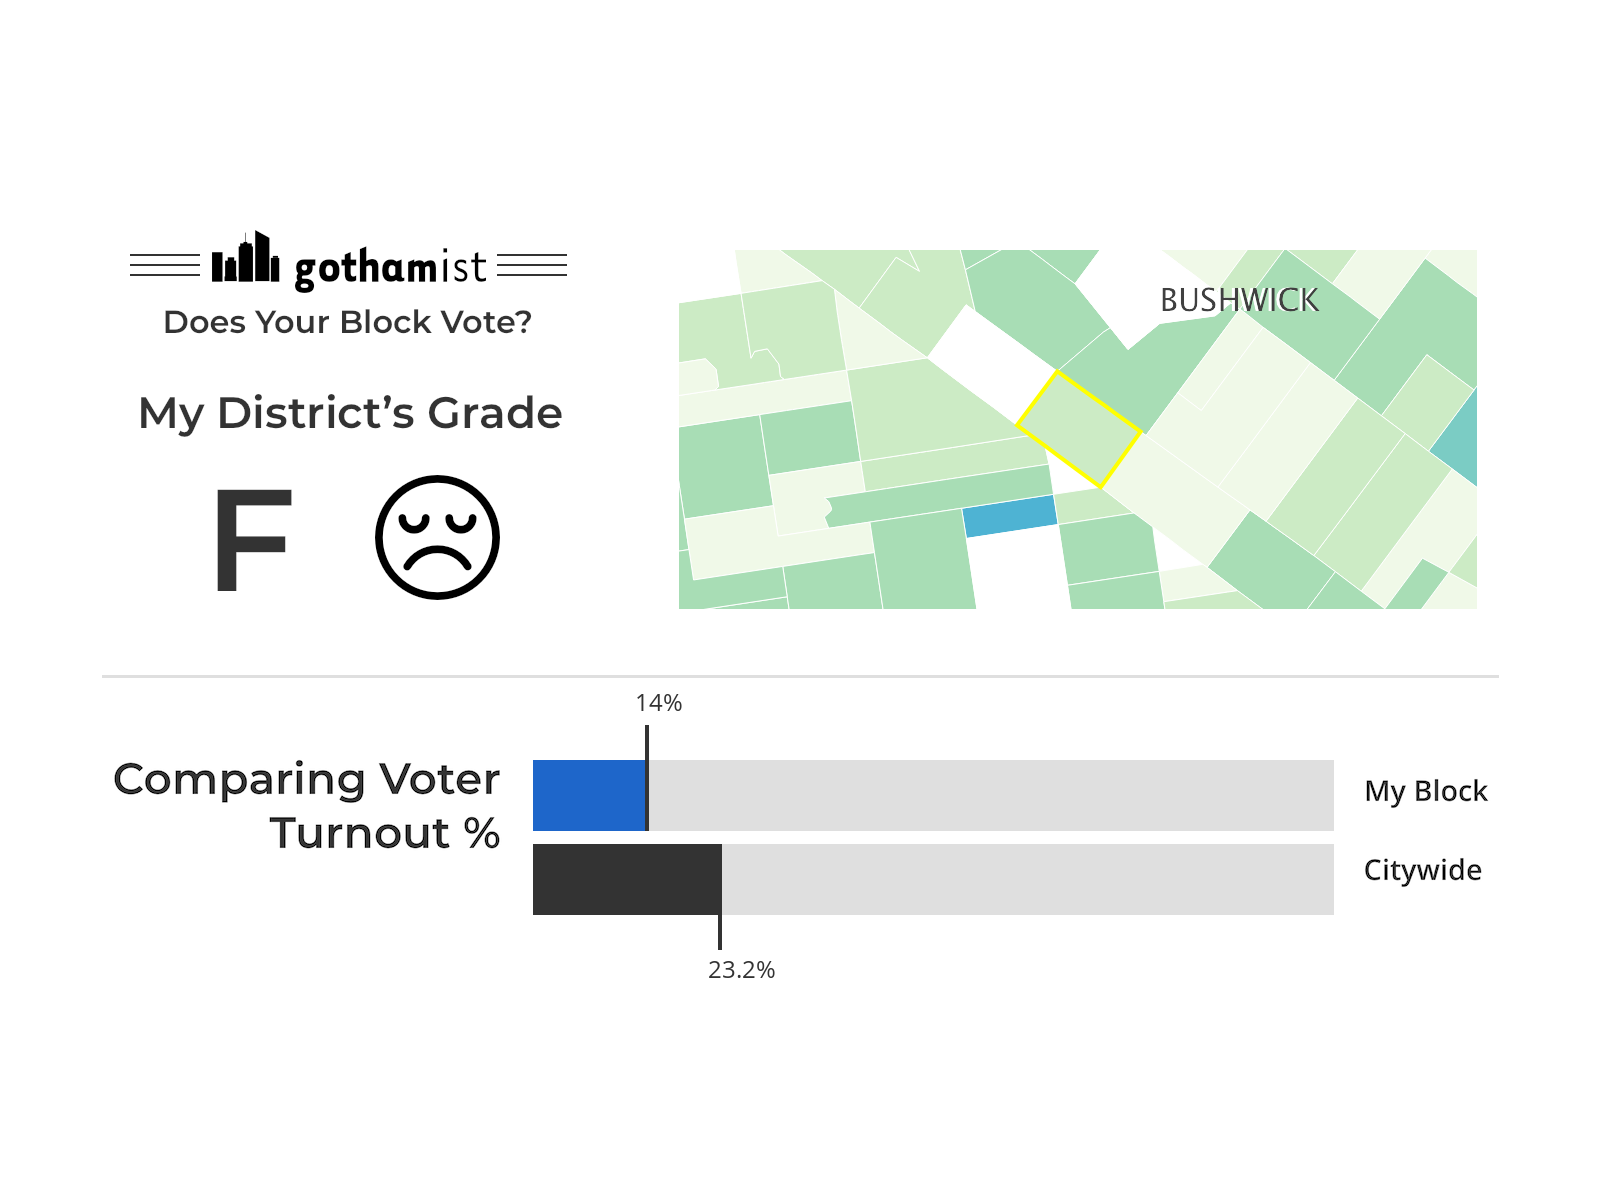 gothamist
Does Your Block Vote?
My District’s Grade
F
BUSHWICK
14%
Comparing Voter
Turnout %
My Block
Citywide
23.2%